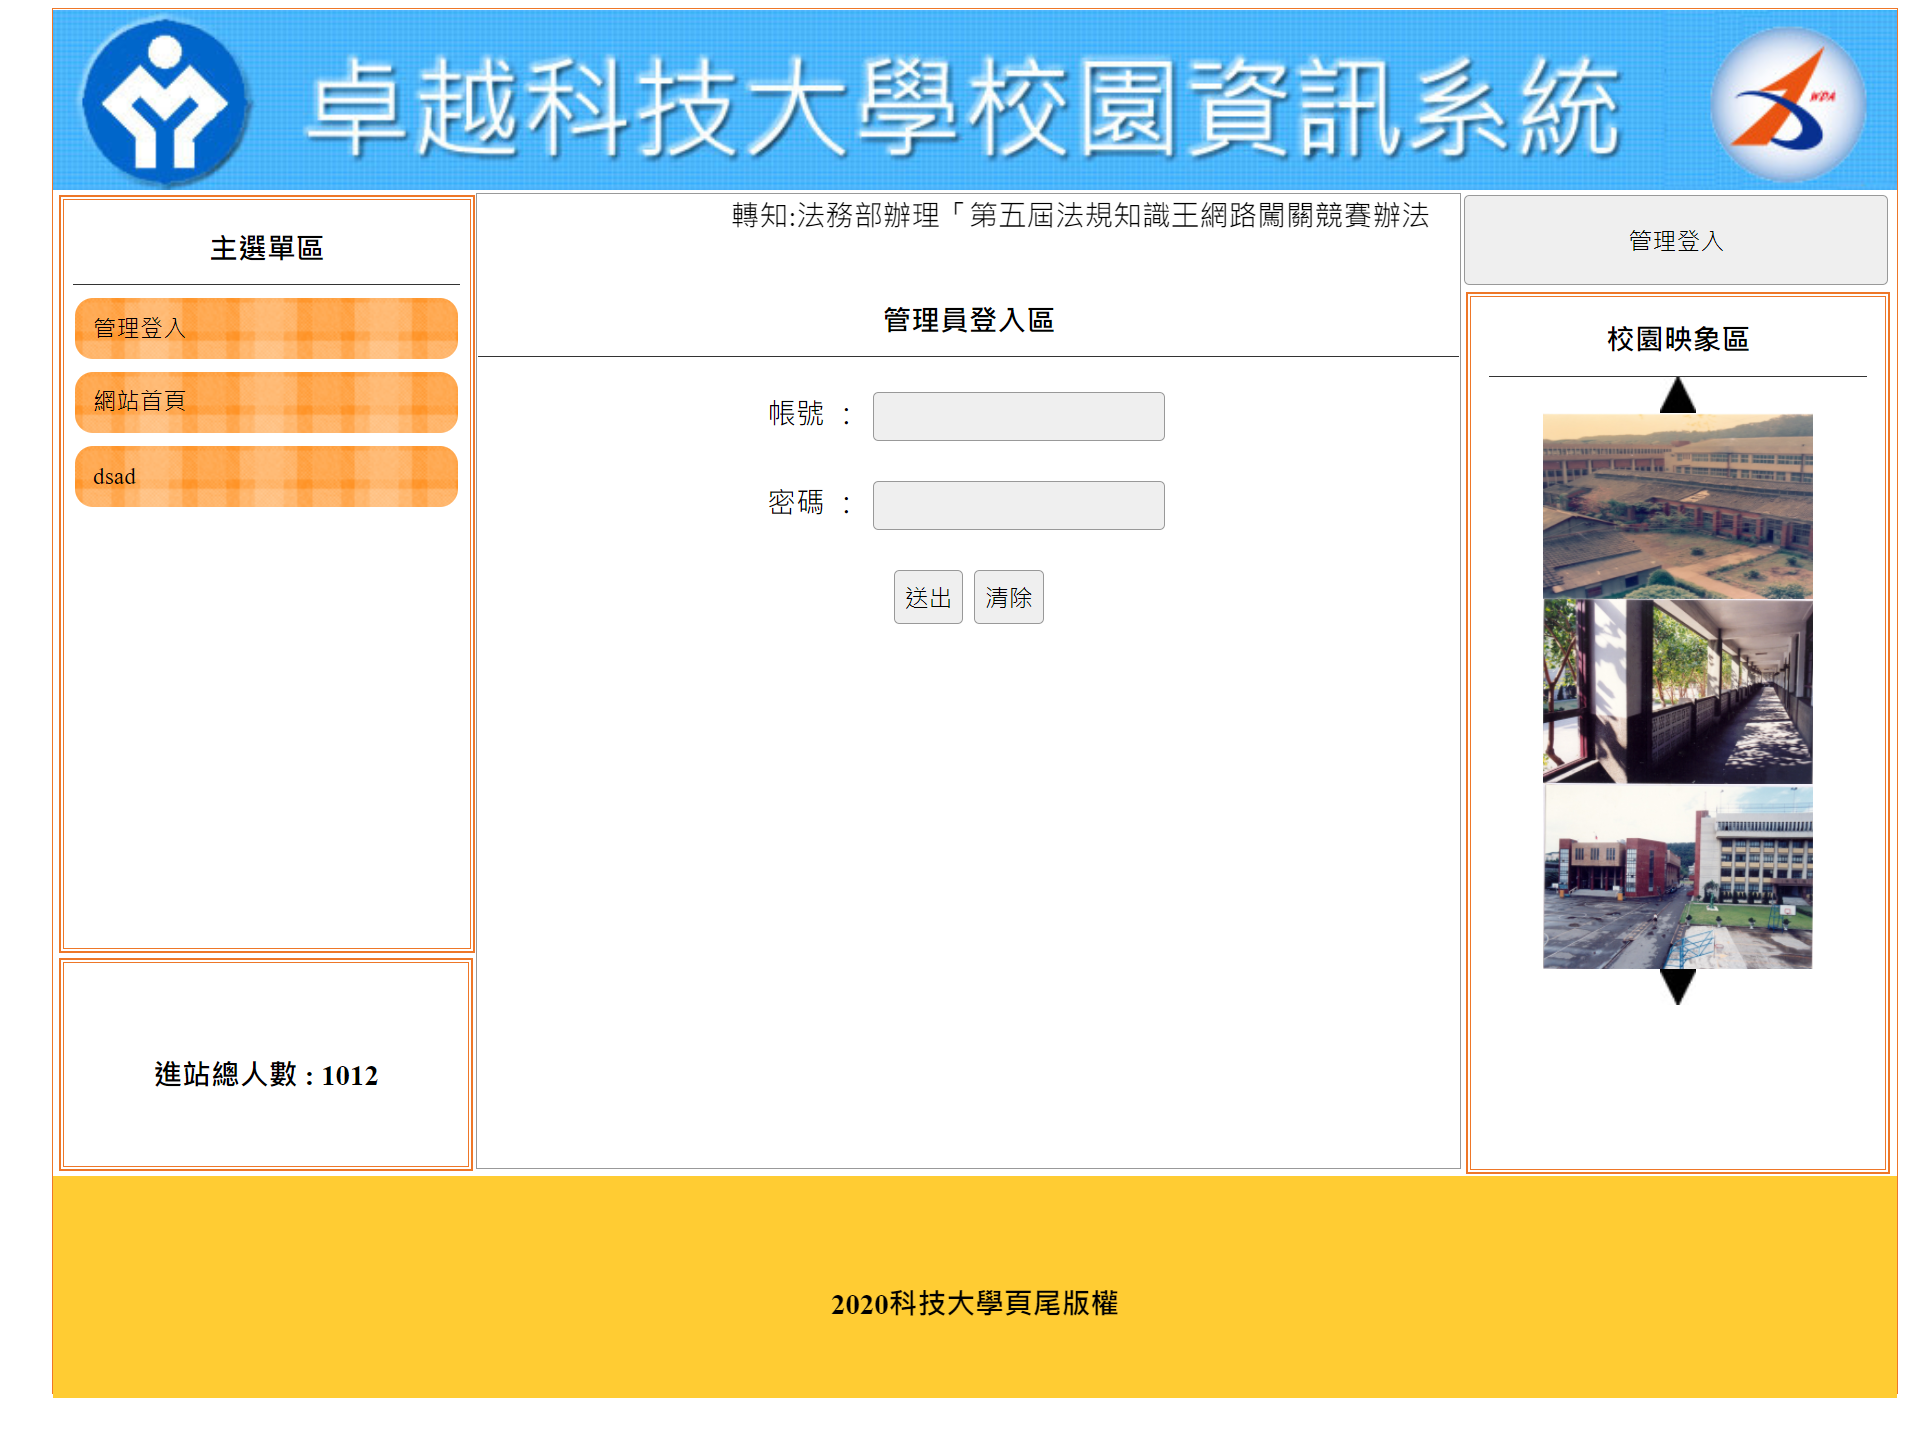 卓越科技大學校園資訊系統
WDA
主選單區
管理登入
網站首頁
dsad
進站總人數 : 1012
轉知:法務部辦理「第五屆法規知識王網路闖關競賽辦法
管理員登入區
帳號 :
密碼 :
送出 清除
管理登入
校園映象區
2020科技大學頁尾版權